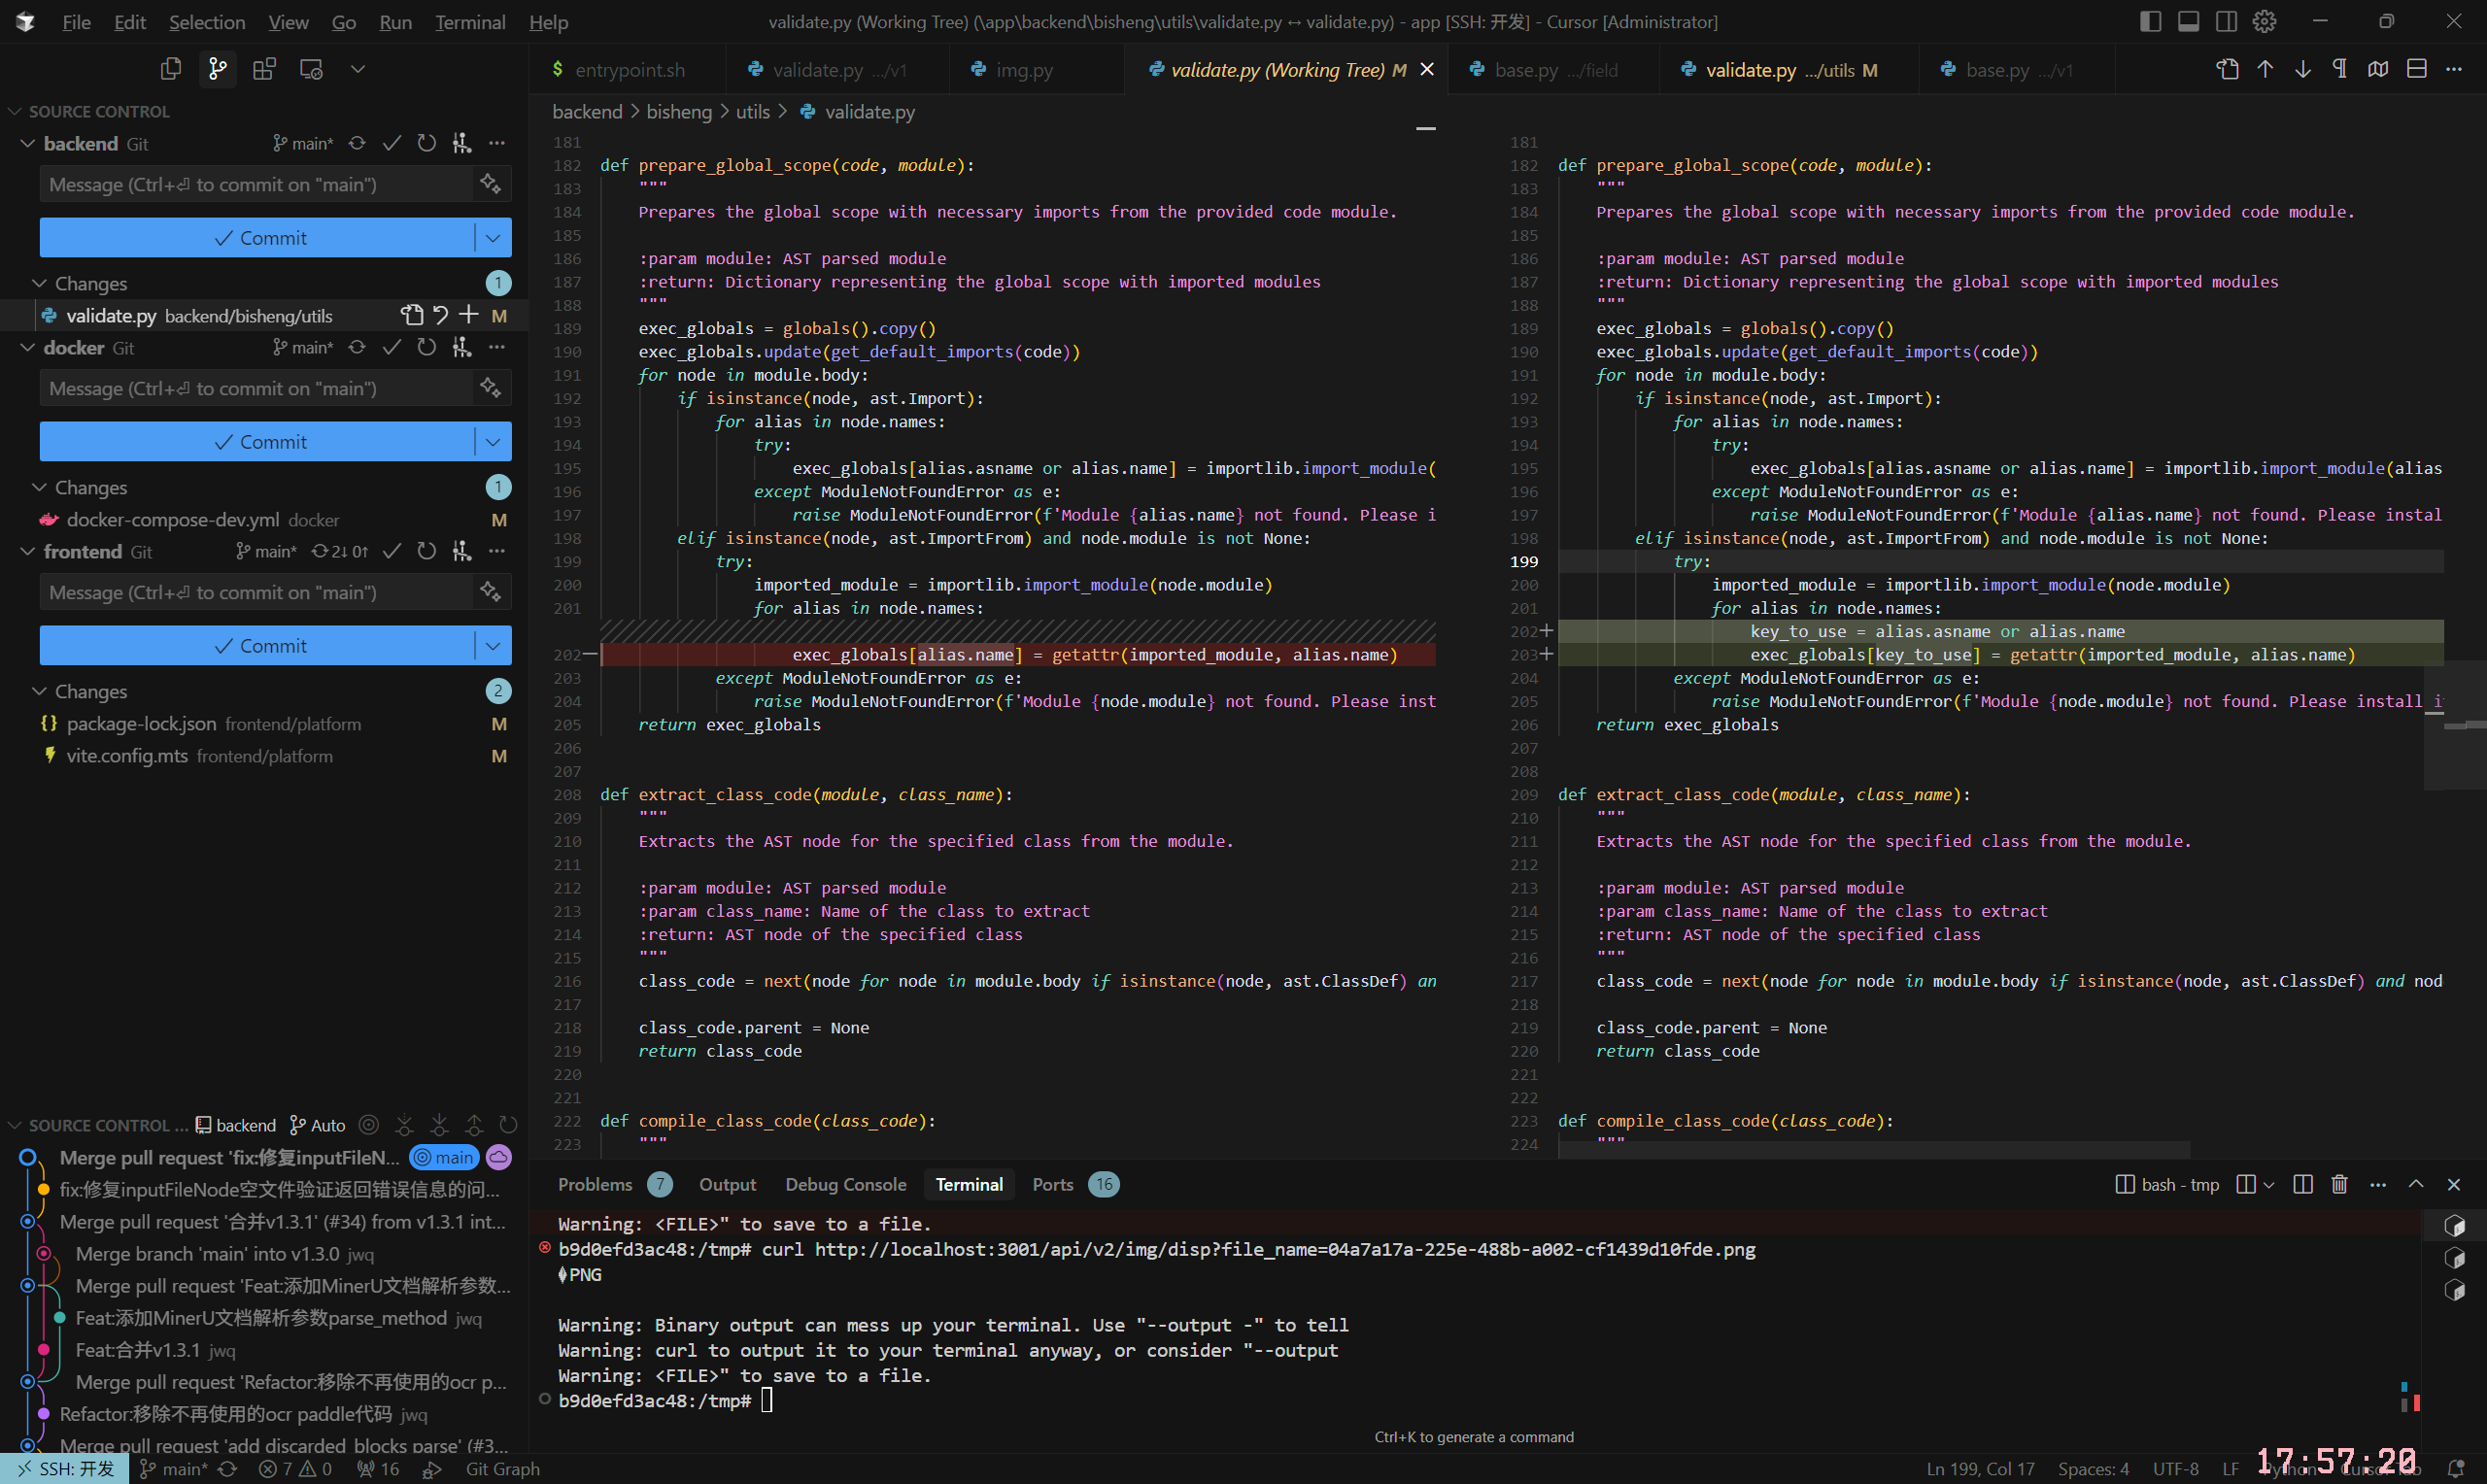 File Edit Selection View Go Run Terminal Help
validate.py (Working Tree) (\app\backend\bisheng\utils\validate.py ↔ validate.py) - app [SSH: 开发] - Cursor [Administrator]
$ entrypoint.sh
validate.py .../v1
img.py
validate.py (Working Tree) M
base.py .../field
validate.py .../utils M
base.py .../v1
backend > bisheng > utils > validate.py
SOURCE CONTROL
backend Git main*
Message (Ctrl+⏎ to commit on "main")
Commit
Changes 1
validate.py backend/bisheng/utils M
docker Git main*
Message (Ctrl+⏎ to commit on "main")
Commit
Changes 1
docker-compose-dev.yml docker M
frontend Git main* 2↓ 0↑
Message (Ctrl+⏎ to commit on "main")
Commit
Changes 2
{} package-lock.json frontend/platform M
vite.config.mts frontend/platform M
SOURCE CONTROL ... backend Auto
Merge pull request 'fix:修复inputFileN... main
fix:修复inputFileNode空文件验证返回错误信息的问...
Merge pull request '合并v1.3.1' (#34) from v1.3.1 int...
Merge branch 'main' into v1.3.0 jwq
Merge pull request 'Feat:添加MinerU文档解析参数...
Feat:添加MinerU文档解析参数parse_method jwq
Feat:合并v1.3.1 jwq
Merge pull request 'Refactor:移除不再使用的ocr p...
Refactor:移除不再使用的ocr paddle代码 jwq
Merge pull request 'add discarded_blocks parse' (#3...
181
182 def prepare_global_scope(code, module):
183 """
184 Prepares the global scope with necessary imports from the provided code module.
185
186 :param module: AST parsed module
187 :return: Dictionary representing the global scope with imported modules
188 """
189 exec_globals = globals().copy()
190 exec_globals.update(get_default_imports(code))
191 for node in module.body:
192 if isinstance(node, ast.Import):
193 for alias in node.names:
194 try:
195 exec_globals[alias.asname or alias.name] = importlib.import_module(
196 except ModuleNotFoundError as e:
197 raise ModuleNotFoundError(f'Module {alias.name} not found. Please i
198 elif isinstance(node, ast.ImportFrom) and node.module is not None:
199 try:
200 imported_module = importlib.import_module(node.module)
201 for alias in node.names:
202— exec_globals[alias.name] = getattr(imported_module, alias.name)
203 except ModuleNotFoundError as e:
204 raise ModuleNotFoundError(f'Module {node.module} not found. Please inst
205 return exec_globals
206
207
208 def extract_class_code(module, class_name):
209 """
210 Extracts the AST node for the specified class from the module.
211
212 :param module: AST parsed module
213 :param class_name: Name of the class to extract
214 :return: AST node of the specified class
215 """
216 class_code = next(node for node in module.body if isinstance(node, ast.ClassDef) an
217
218 class_code.parent = None
219 return class_code
220
221
222 def compile_class_code(class_code):
223 """
181
182 def prepare_global_scope(code, module):
183 """
184 Prepares the global scope with necessary imports from the provided code module.
185
186 :param module: AST parsed module
187 :return: Dictionary representing the global scope with imported modules
188 """
189 exec_globals = globals().copy()
190 exec_globals.update(get_default_imports(code))
191 for node in module.body:
192 if isinstance(node, ast.Import):
193 for alias in node.names:
194 try:
195 exec_globals[alias.asname or alias.name] = importlib.import_module(alias
196 except ModuleNotFoundError as e:
197 raise ModuleNotFoundError(f'Module {alias.name} not found. Please instal
198 elif isinstance(node, ast.ImportFrom) and node.module is not None:
199 try:
200 imported_module = importlib.import_module(node.module)
201 for alias in node.names:
202+ key_to_use = alias.asname or alias.name
203+ exec_globals[key_to_use] = getattr(imported_module, alias.name)
204 except ModuleNotFoundError as e:
205 raise ModuleNotFoundError(f'Module {node.module} not found. Please install i
206 return exec_globals
207
208
209 def extract_class_code(module, class_name):
210 """
211 Extracts the AST node for the specified class from the module.
212
213 :param module: AST parsed module
214 :param class_name: Name of the class to extract
215 :return: AST node of the specified class
216 """
217 class_code = next(node for node in module.body if isinstance(node, ast.ClassDef) and nod
218
219 class_code.parent = None
220 return class_code
221
222
223 def compile_class_code(class_code):
224 """
Problems 7 Output Debug Console Terminal Ports 16
bash - tmp
Warning: <FILE>" to save to a file.
b9d0efd3ac48:/tmp# curl http://localhost:3001/api/v2/img/disp?file_name=04a7a17a-225e-488b-a002-cf1439d10fde.png
PNG
Warning: Binary output can mess up your terminal. Use "--output -" to tell
Warning: curl to output it to your terminal anyway, or consider "--output
Warning: <FILE>" to save to a file.
b9d0efd3ac48:/tmp#
Ctrl+K to generate a command
SSH: 开发 main* 7 0 16 Git Graph
Ln 199, Col 17 Spaces: 4 UTF-8 LF Python
17:57:20